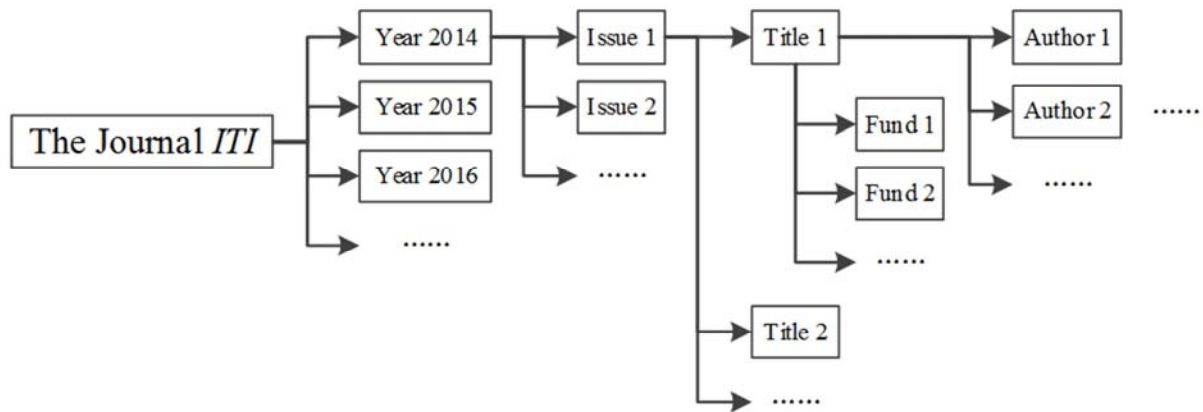 Year 2014
Issue 1
Title 1
Author 1
Year 2015
Issue 2
Fund 1
Author 2
......
The Journal ITI
Year 2016
......
Fund 2
......
......
......
Title 2
......